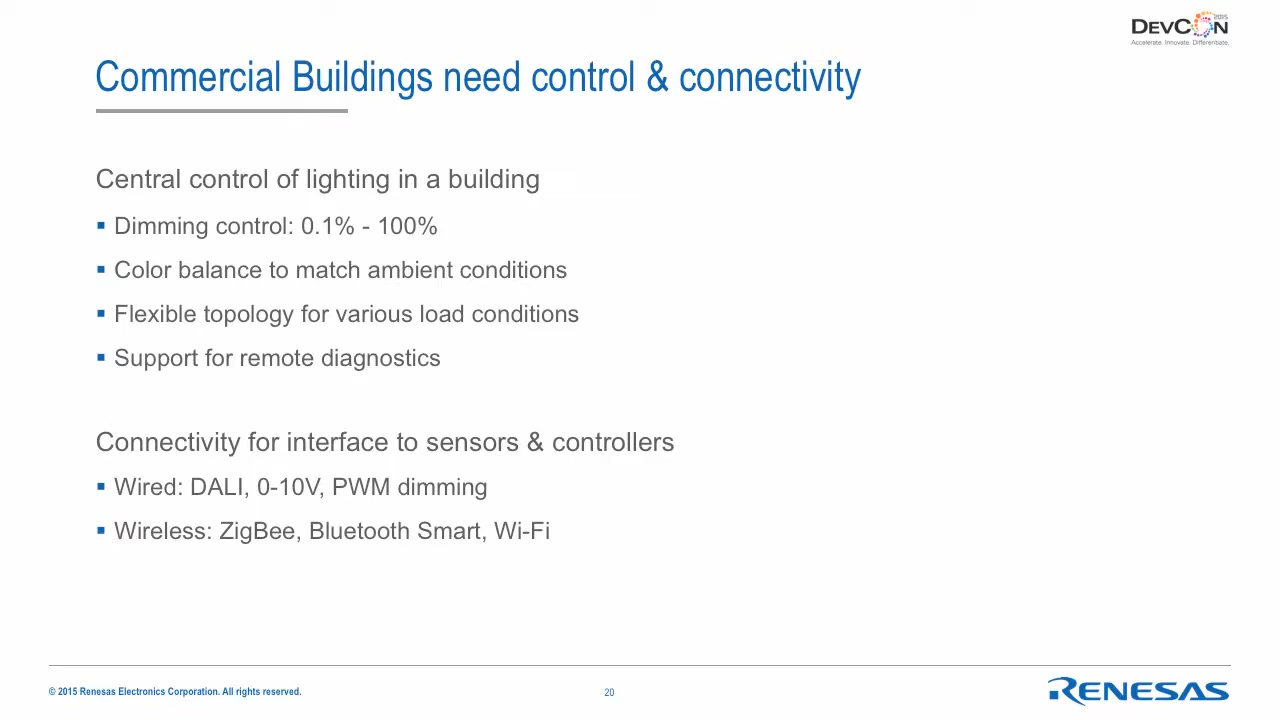 DEVCON
Accelerate. Innovate. Differentiate.
Commercial Buildings need control & connectivity
Central control of lighting in a building
▪ Dimming control: 0.1% - 100%
▪ Color balance to match ambient conditions
▪ Flexible topology for various load conditions
▪ Support for remote diagnostics
Connectivity for interface to sensors & controllers
▪ Wired: DALI, 0-10V, PWM dimming
▪ Wireless: ZigBee, Bluetooth Smart, Wi-Fi
© 2015 Renesas Electronics Corporation. All rights reserved.
20
RENESAS